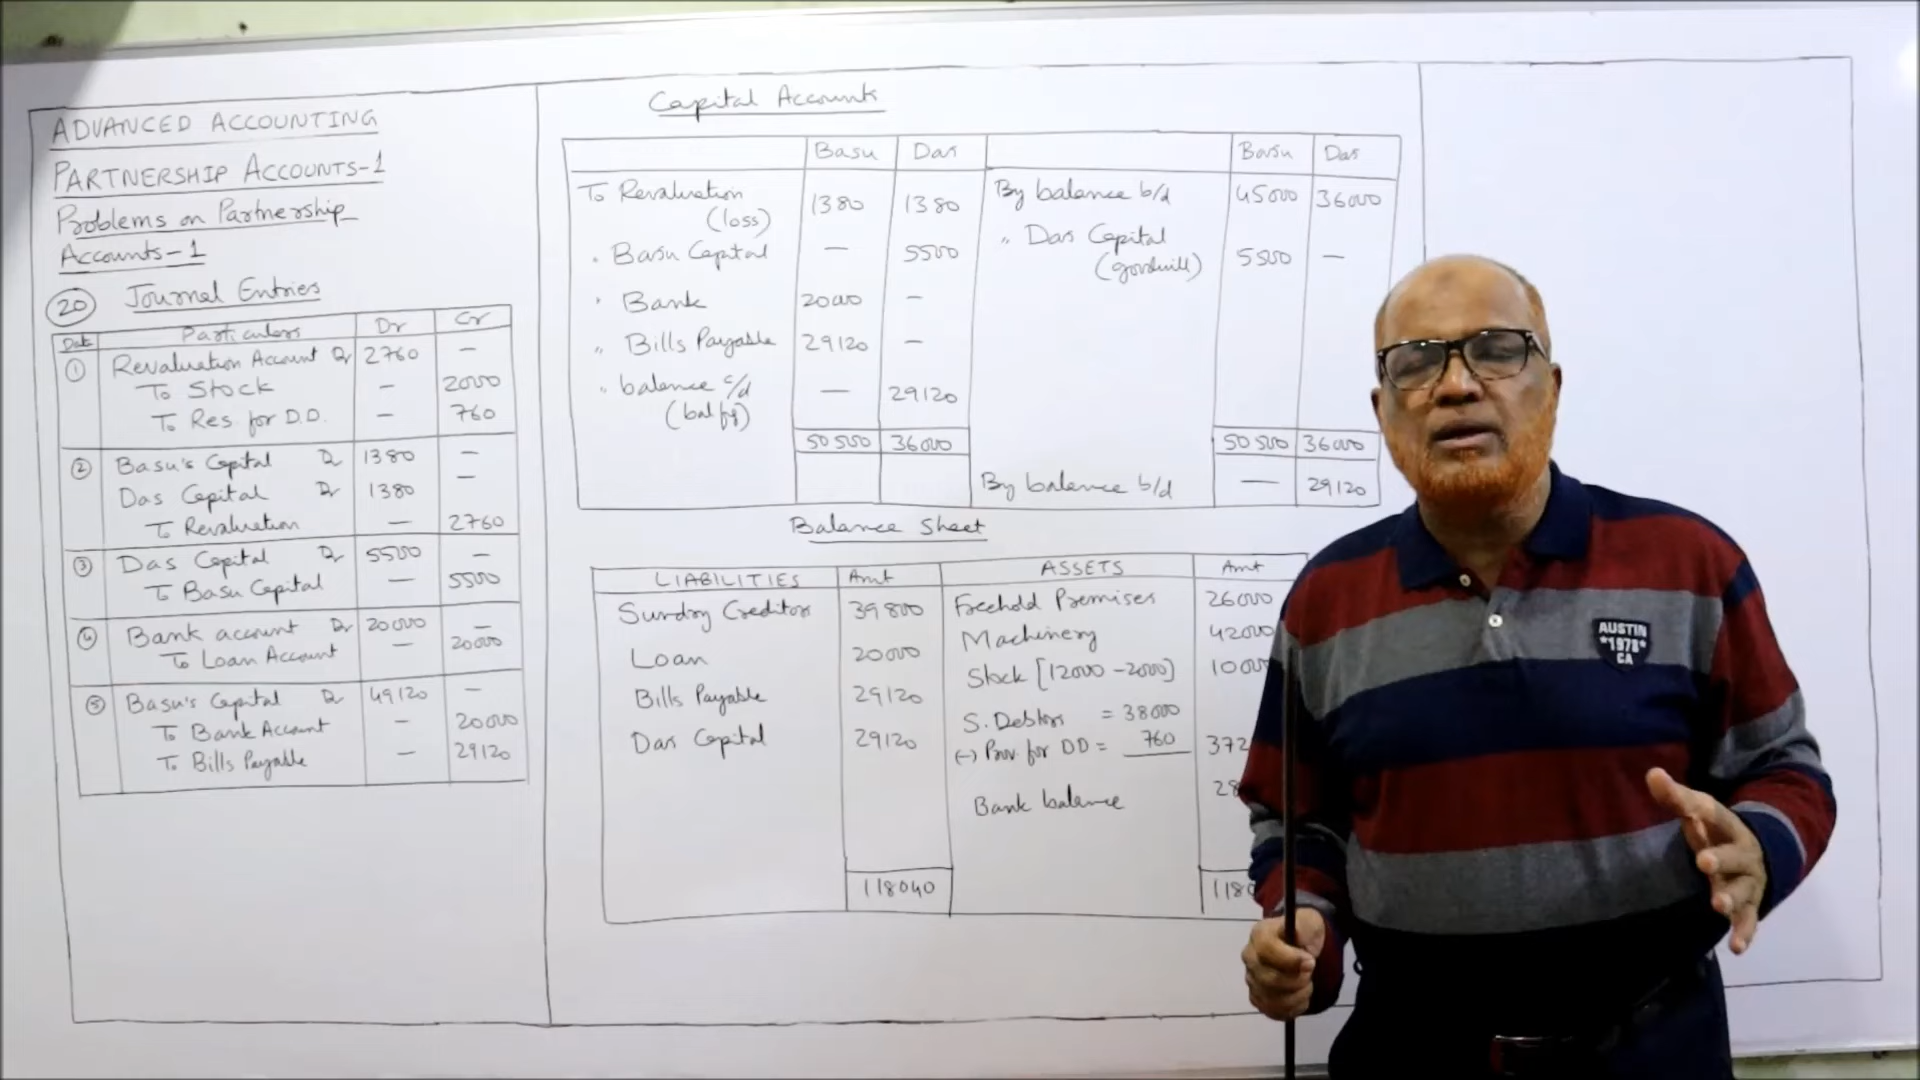 ADVANCED ACCOUNTING
PARTNERSHIP ACCOUNTS-1
Problems on Partnership
Accounts-1
20 Journal Entries
Date Particulars Dr Cr
1 Revaluation Account Dr 2760 —
To Stock — 2000
To Res. for D.D. — 760
2 Basu's Capital Dr 1380 —
Das Capital Dr 1380 —
To Revaluation — 2760
3 Das Capital Dr 5500 —
To Basu Capital — 5500
4 Bank account Dr 20000 —
To Loan Account — 20000
5 Basu's Capital Dr 49120 —
To Bank Account — 20000
To Bills Payable — 29120
Capital Accounts
Basu Das Basu Das
To Revaluation 1380 1380 By balance b/d 45000 36000
(loss)
" Basu Capital — 5500 " Das Capital 5500 —
(goodwill)
" Bank 20000 —
" Bills Payable 29120 —
" balance c/d — 29120
(bal fg)
50500 36000 50500 36000
By balance b/d — 29120
Balance Sheet
LIABILITIES Amt ASSETS Amt
Sundry Creditors 39800 Freehold Premises 26000
Loan 20000 Machinery 42000
Bills Payable 29120 Stock [12000 - 2000]
Das Capital 29120 S. Debtors = 38000
(-) Prov. for DD = 760
Bank balance
118040
AUSTIN
*1978*
CA